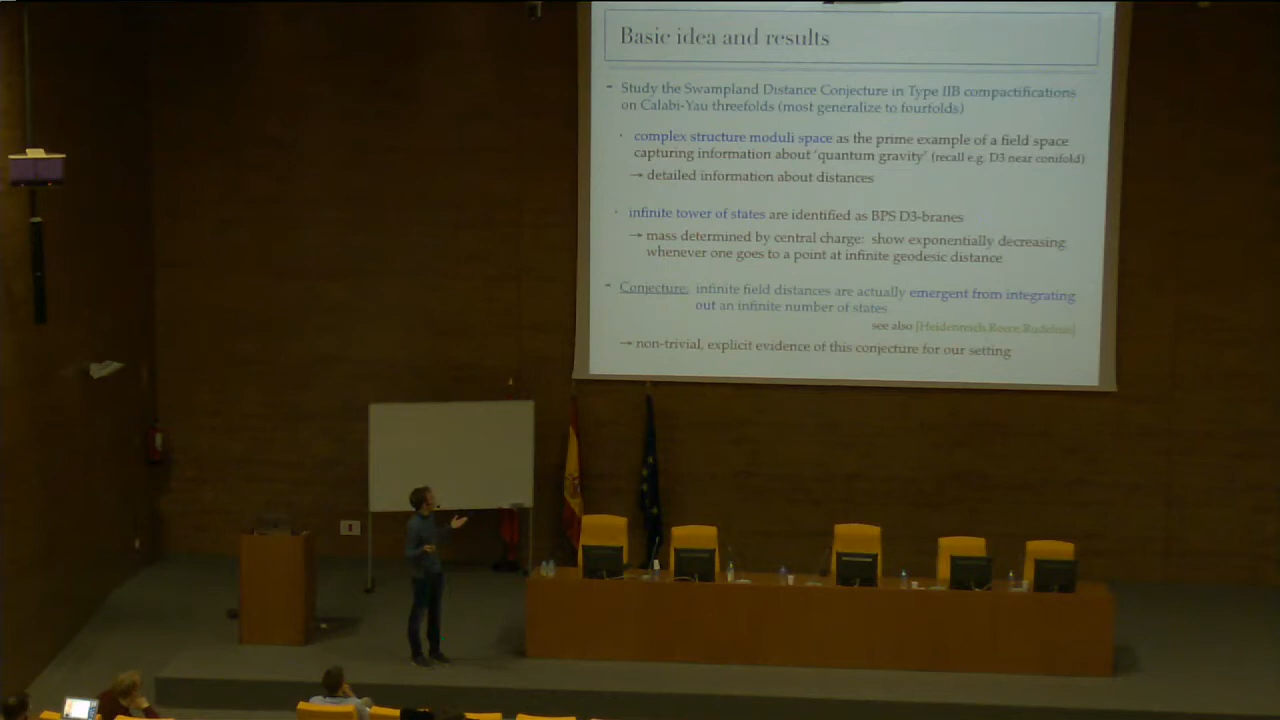 Basic idea and results
- Study the Swampland Distance Conjecture in Type IIB compactifications
on Calabi-Yau threefolds (most generalize to fourfolds)
· complex structure moduli space as the prime example of a field space
capturing information about 'quantum gravity' (recall e.g. D3 near conifold)
→ detailed information about distances
· infinite tower of states are identified as BPS D3-branes
→ mass determined by central charge: show exponentially decreasing
whenever one goes to a point at infinite geodesic distance
- Conjecture: infinite field distances are actually emergent from integrating
out an infinite number of states
see also [Heidenreich,Reece,Rudelius]
→ non-trivial, explicit evidence of this conjecture for our setting